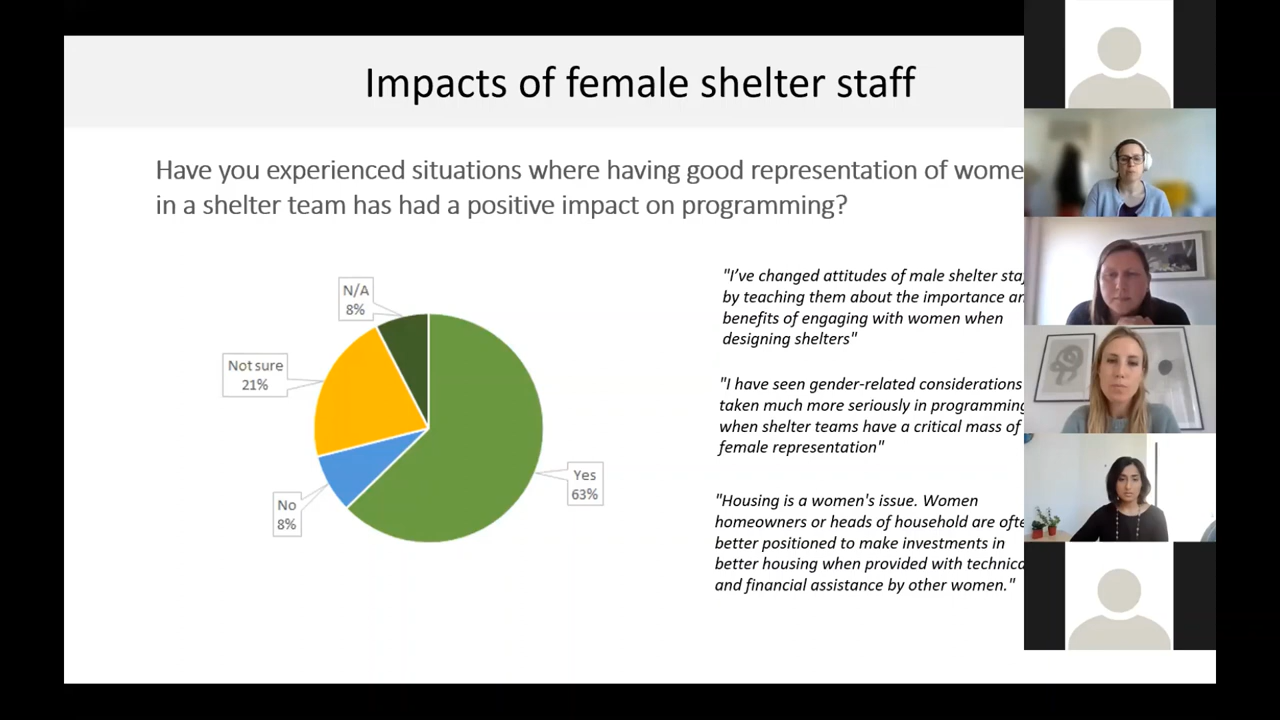 Impacts of female shelter staff
Have you experienced situations where having good representation of wome
in a shelter team has had a positive impact on programming?
N/A
8%
Not sure
21%
Yes
63%
No
8%
"I've changed attitudes of male shelter sta
by teaching them about the importance an
benefits of engaging with women when
designing shelters"
"I have seen gender-related considerations
taken much more seriously in programming
when shelter teams have a critical mass of
female representation"
"Housing is a women's issue. Women
homeowners or heads of household are ofte
better positioned to make investments in
better housing when provided with technica
and financial assistance by other women."